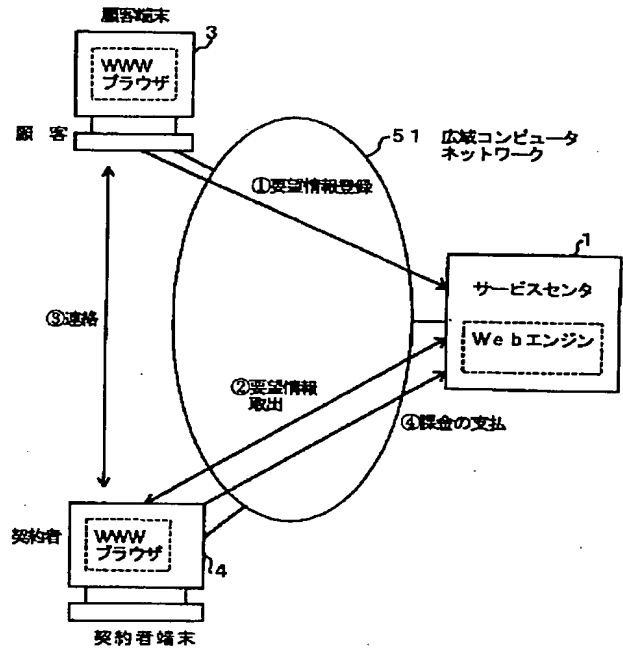 顧客端末
3
WWW
ブラウザ
顧 客
51
広域コンピュータ
ネットワーク
①要望情報登録
1
サービスセンタ
Webエンジン
③連絡
②要望情報
取出
④課金の支払
契約者
WWW
ブラウザ
4
契約者端末